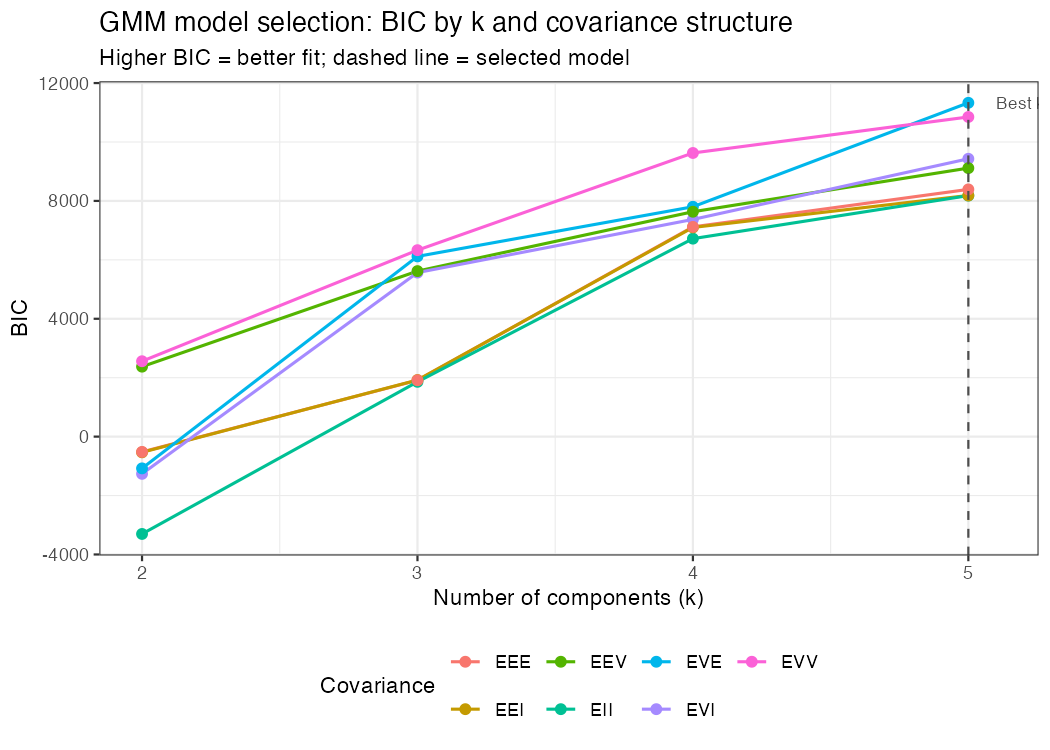 GMM model selection: BIC by k and covariance structure
Higher BIC = better fit; dashed line = selected model
12000
8000
4000
0
-4000
BIC
Best
2 3 4 5
Number of components (k)
Covariance
EEE EEV EVE EVV
EEI EII EVI